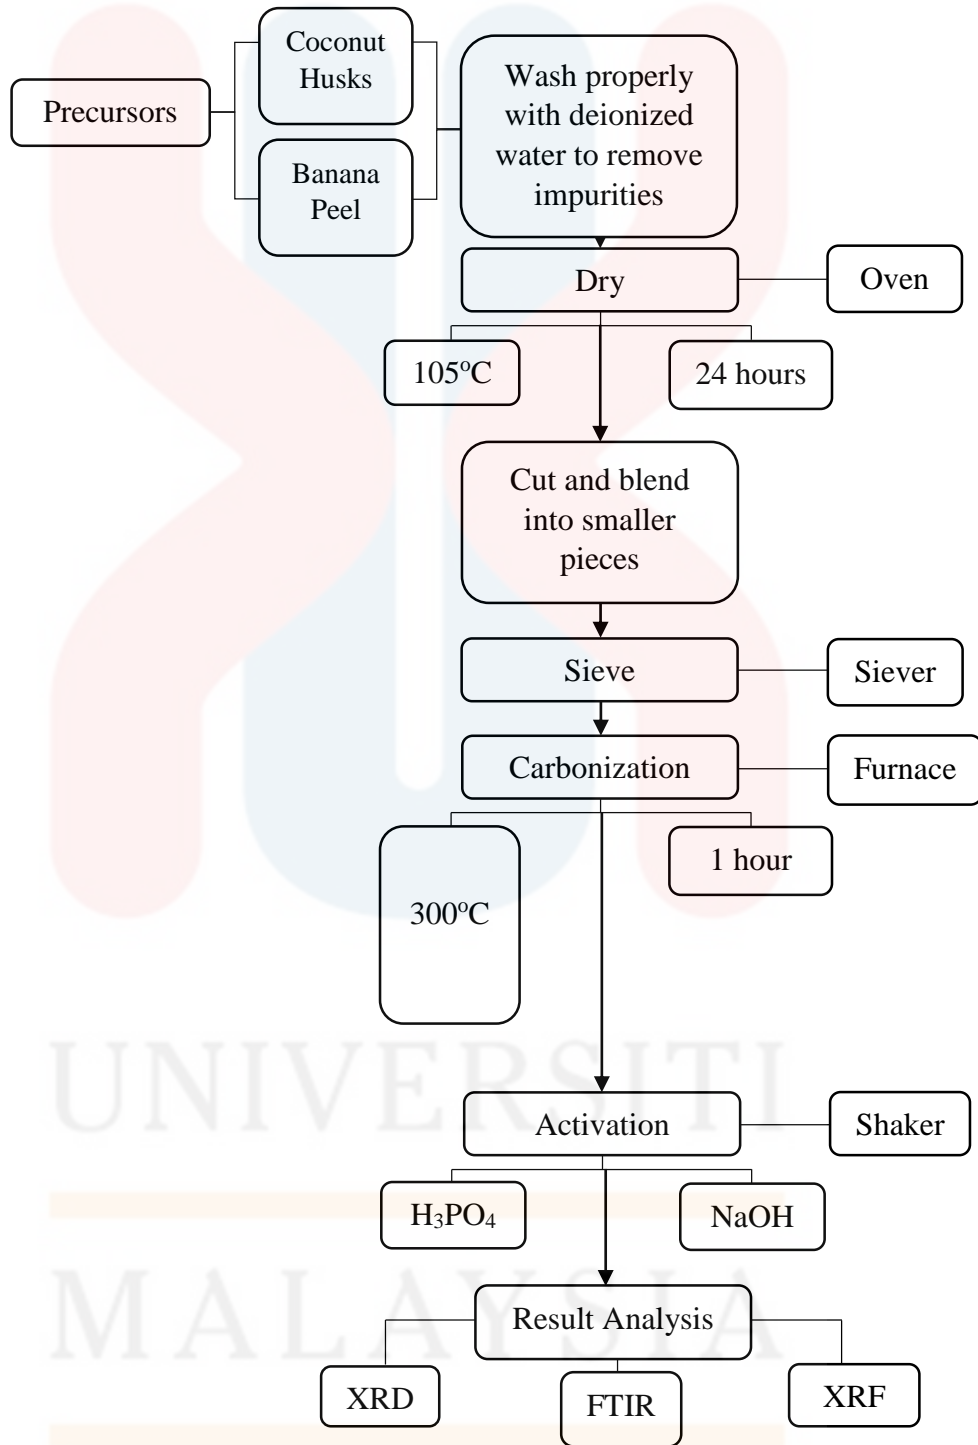 Precursors
Coconut
Husks
Banana
Peel
Wash properly
with deionized
water to remove
impurities
Dry
Oven
105°C
24 hours
Cut and blend
into smaller
pieces
Sieve
Siever
Carbonization
Furnace
300°C
1 hour
Activation
Shaker
H₃PO₄
NaOH
Result Analysis
XRD
FTIR
XRF
UNIVERSITI
MALAYSIA